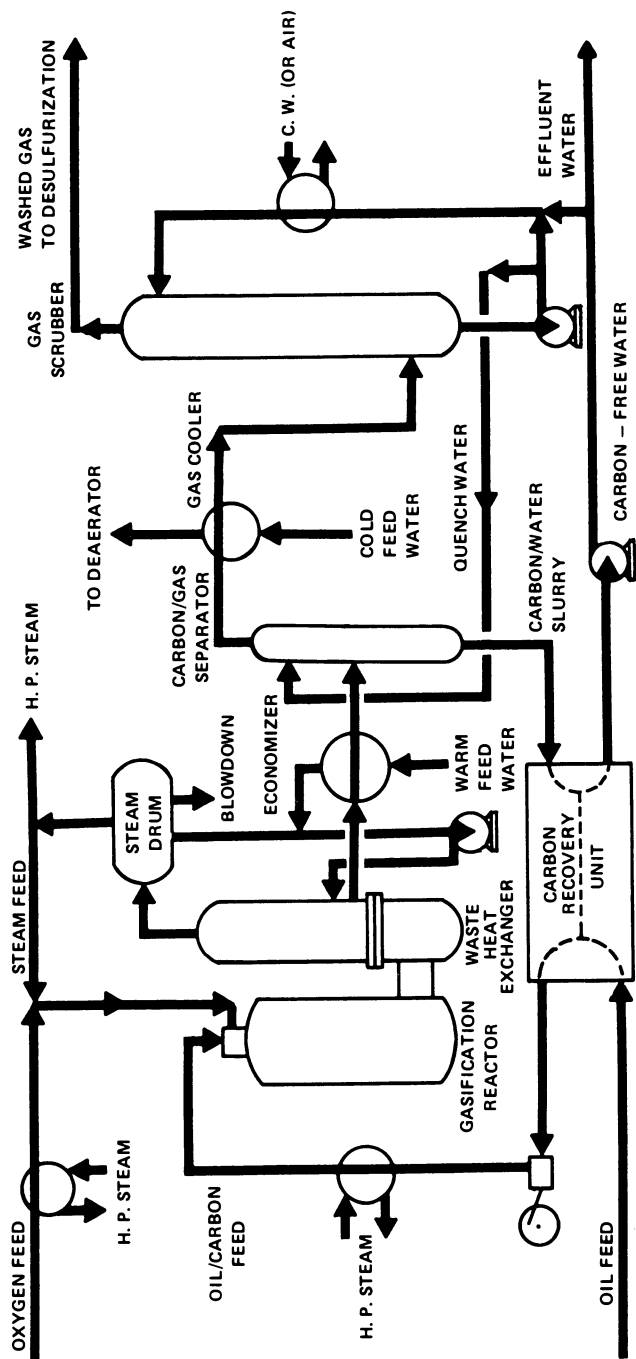 OXYGEN FEED
H. P. STEAM
OIL/CARBON
FEED
H. P. STEAM
OIL FEED
STEAM FEED
H. P. STEAM
STEAM
DRUM
BLOWDOWN
GASIFICATION
REACTOR
WASTE
HEAT
EXCHANGER
CARBON
RECOVERY
UNIT
ECONOMIZER
WARM
FEED
WATER
TO DEAERATOR
CARBON/GAS
SEPARATOR
GAS COOLER
COLD
FEED
WATER
QUENCH WATER
CARBON/WATER
SLURRY
CARBON – FREE WATER
GAS
SCRUBBER
WASHED GAS
TO DESULFURIZATION
C. W. (OR AIR)
EFFLUENT
WATER